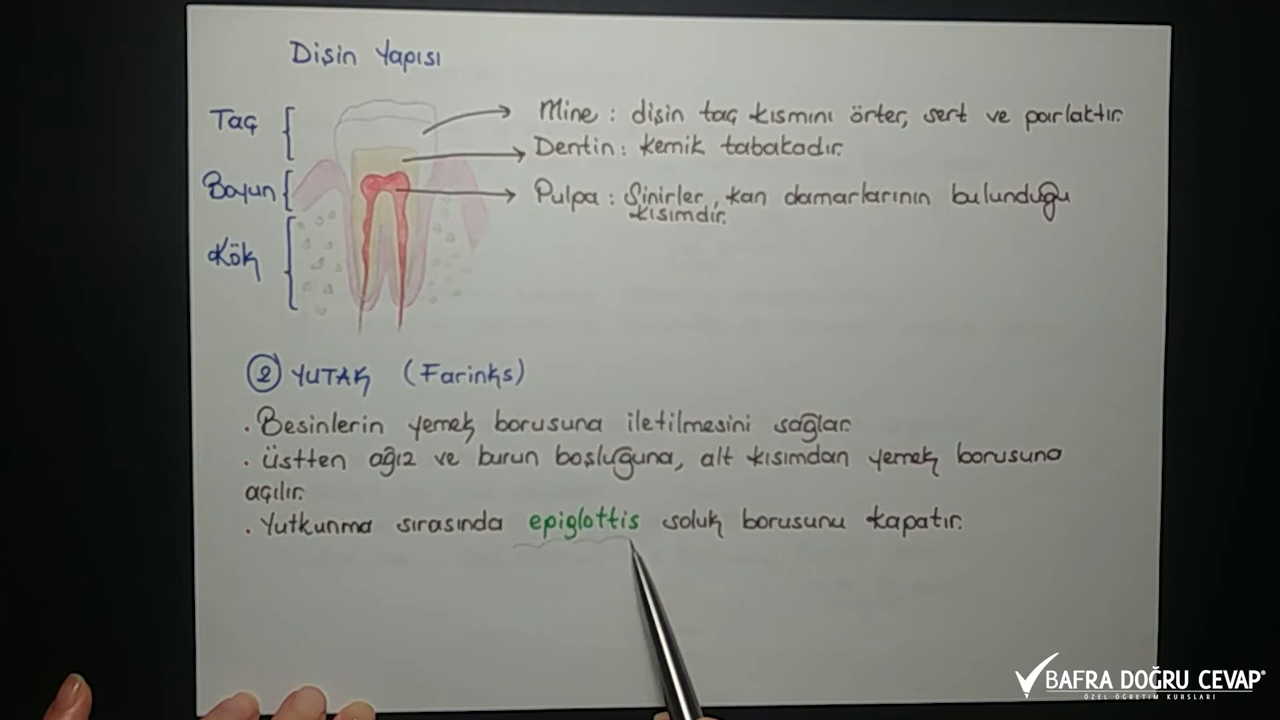 Dişin Yapısı
Taç
Boyun
Kök
Mine : dişin taç kısmını örter, sert ve parlaktır.
Dentin : kemik tabakadır.
Pulpa : Sinirler, kan damarlarının bulunduğu
kısımdır.
2 YUTAK (Farinks)
. Besinlerin yemek borusuna iletilmesini sağlar.
. Üstten ağız ve burun boşluğuna, alt kısımdan yemek borusuna
açılır.
. Yutkunma sırasında epiglottis soluk borusunu kapatır.
BAFRA DOĞRU CEVAP®
ÖZEL ÖĞRETİM KURSLARI